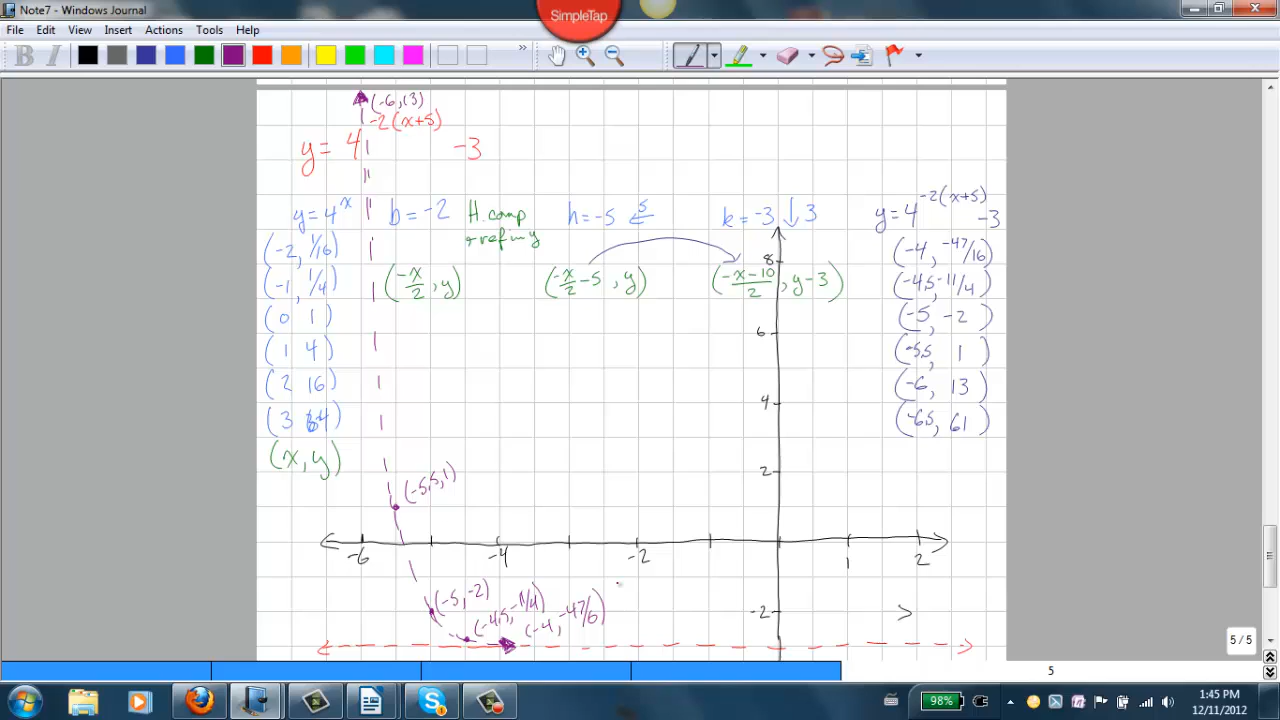 Note7 - Windows Journal
SimpleTap
File Edit View Insert Actions Tools Help
B I U
(-6,13)
y= 4 -2(x+5) -3
y=4^x b=-2 H.comp h=-5 5 k=-3 ↓3 y=4^-2(x+5) -3
(-2, 1/16) (-4, -47/16)
(-1, 1/4) (-x/2, y) (-x/2-5, y) (-x-10/2, y-3) (-4.5, -11/4)
(0 1) (-5, -2)
(1 4) (-5.5, 1)
(2 16) (-6, 13)
(3 64) (-6.5, 61)
(x, y)
8
6
4
2
(-5.5,1)
-6 -4 -2 1 2
(-5,-2)
(-4.5,-11/4)
(-4, -47/6)
-2
5 / 5
5
98%
1:45 PM
12/11/2012